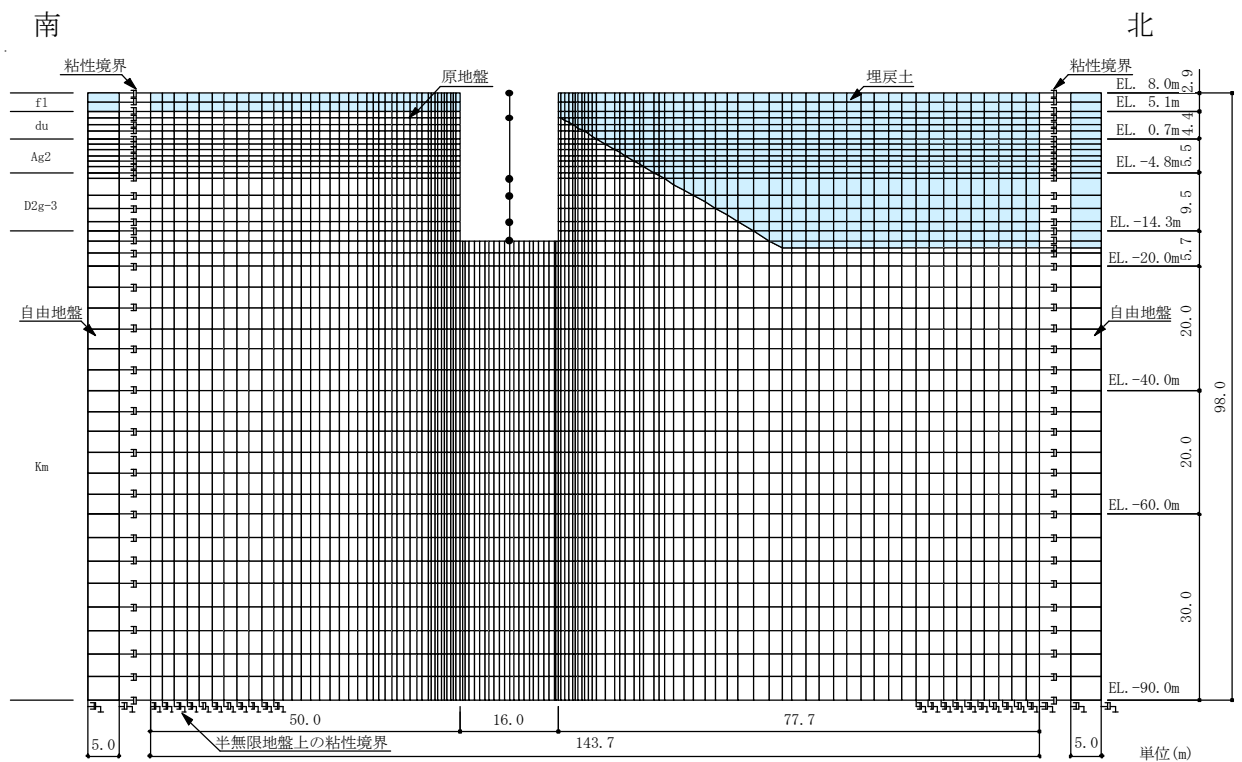 南
北
粘性境界
原地盤
埋戻土
粘性境界
EL. 8.0m
2.9
f1
EL. 5.1m
du
4.4
EL. 0.7m
Ag2
5.5
EL.-4.8m
D2g-3
9.5
EL.-14.3m
5.7
EL.-20.0m
自由地盤
自由地盤
20.0
EL.-40.0m
98.0
Km
20.0
EL.-60.0m
30.0
EL.-90.0m
50.0
16.0
77.7
半無限地盤上の粘性境界
5.0
143.7
5.0
単位(m)